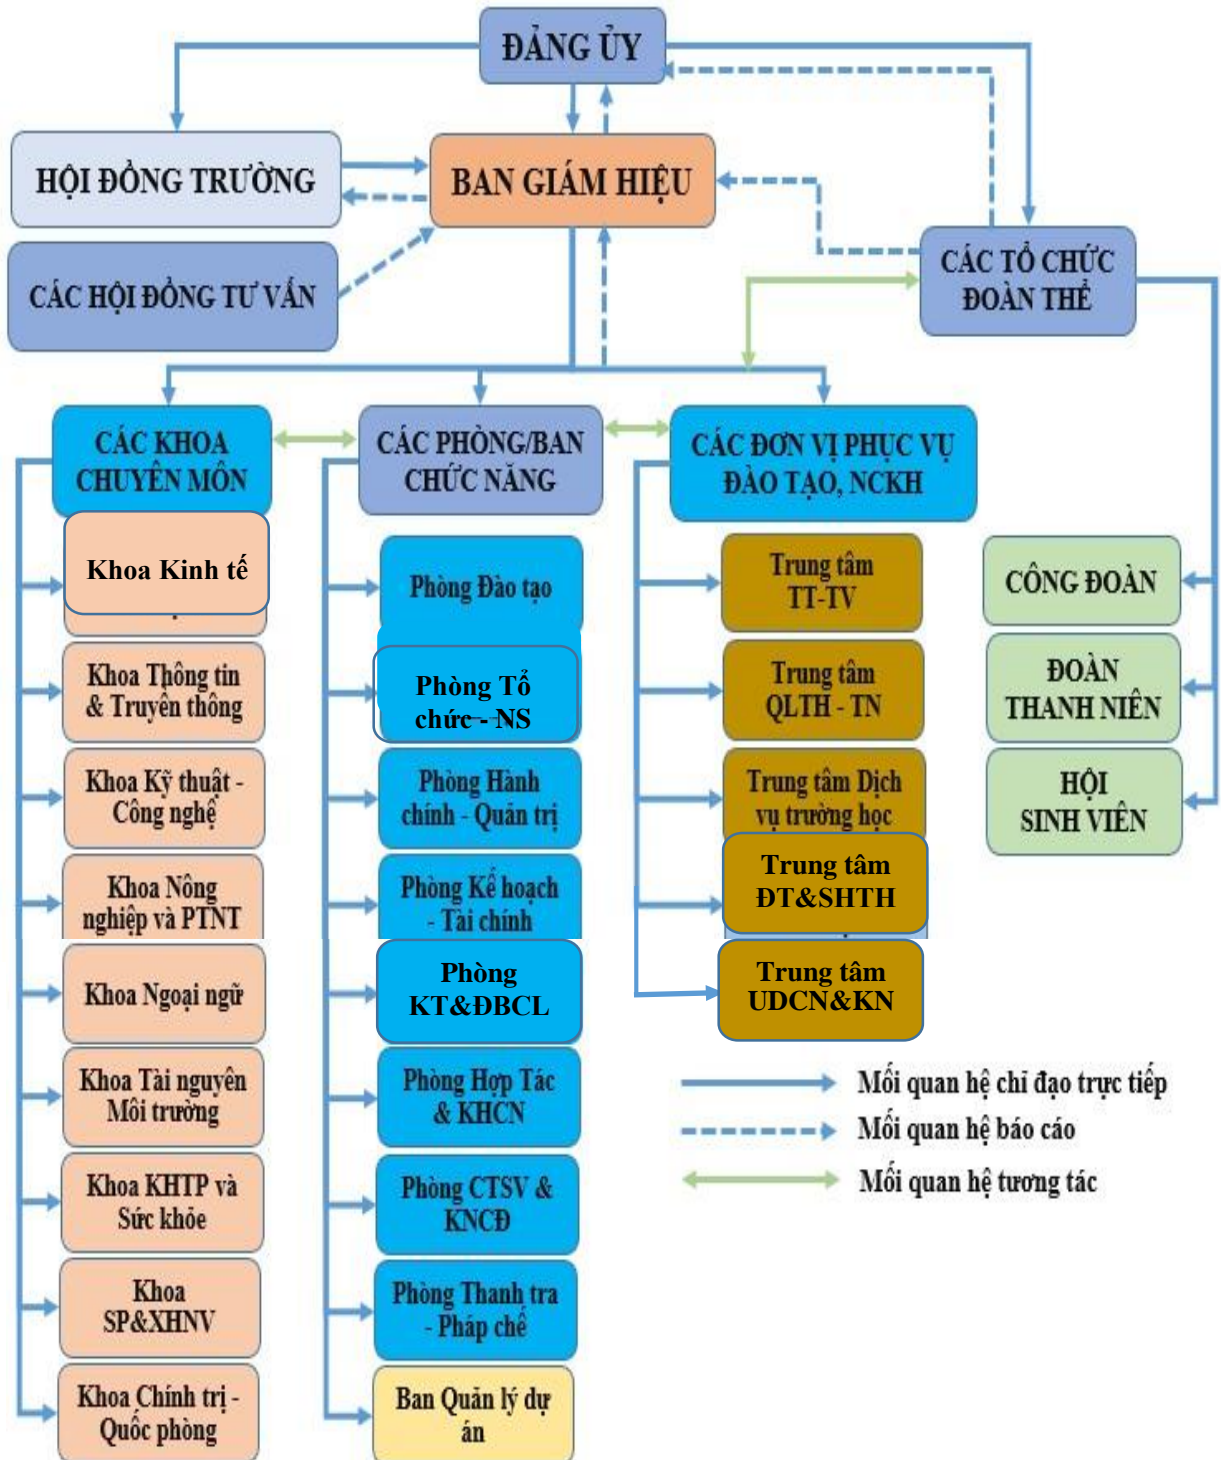 ĐẢNG ỦY
HỘI ĐỒNG TRƯỜNG
BAN GIÁM HIỆU
CÁC HỘI ĐỒNG TƯ VẤN
CÁC TỔ CHỨC
ĐOÀN THỂ
CÁC KHOA
CHUYÊN MÔN
CÁC PHÒNG/BAN
CHỨC NĂNG
CÁC ĐƠN VỊ PHỤC VỤ
ĐÀO TẠO, NCKH
Khoa Kinh tế
Khoa Thông tin
& Truyền thông
Khoa Kỹ thuật -
Công nghệ
Khoa Nông
nghiệp và PTNT
Khoa Ngoại ngữ
Khoa Tài nguyên
Môi trường
Khoa KHTP và
Sức khỏe
Khoa
SP&XHNV
Khoa Chính trị -
Quốc phòng
Phòng Đào tạo
Phòng Tổ
chức - NS
Phòng Hành
chính - Quản trị
Phòng Kế hoạch
- Tài chính
Phòng
KT&ĐBCL
Phòng Hợp Tác
& KHCN
Phòng CTSV &
KNCĐ
Phòng Thanh tra
- Pháp chế
Ban Quản lý dự
án
Trung tâm
TT-TV
Trung tâm
QLTH - TN
Trung tâm Dịch
vụ trường học
Trung tâm
ĐT&SHTH
Trung tâm
UDCN&KN
CÔNG ĐOÀN
ĐOÀN
THANH NIÊN
HỘI
SINH VIÊN
Mối quan hệ chỉ đạo trực tiếp
Mối quan hệ báo cáo
Mối quan hệ tương tác